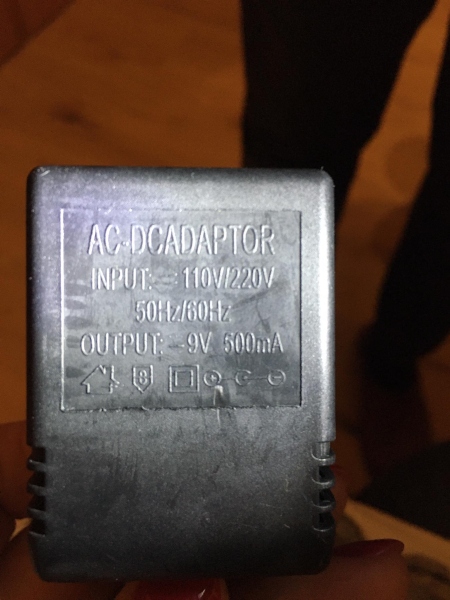 AC-DCADAPTOR
INPUT: 110V/220V
50Hz/60Hz
OUTPUT: 9V 500mA